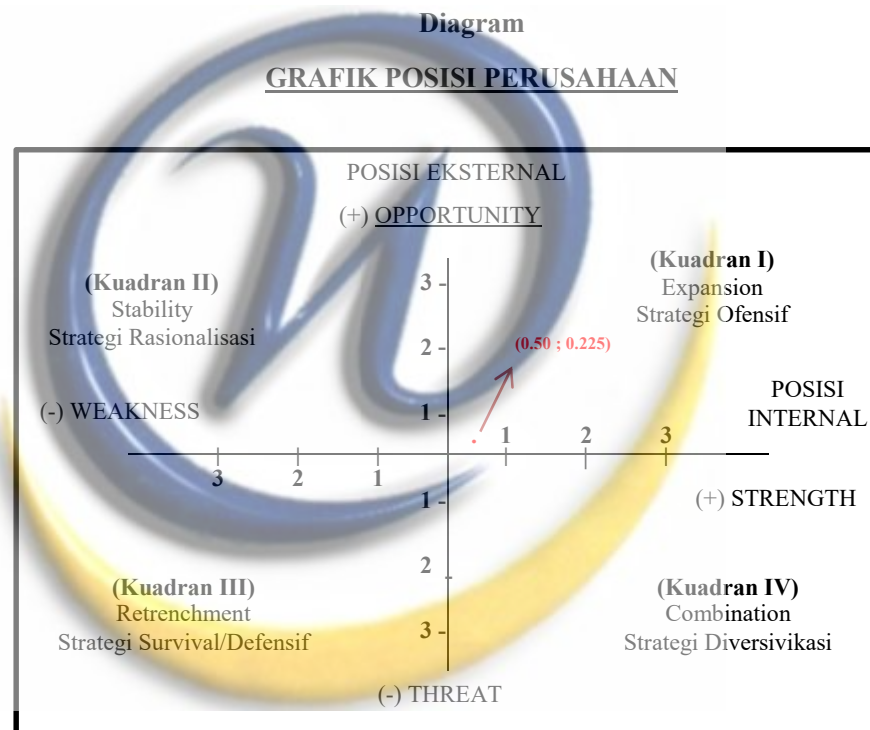 Diagram
GRAFIK POSISI PERUSAHAAN
POSISI EKSTERNAL
(+) OPPORTUNITY
(Kuadran II)
Stability
Strategi Rasionalisasi
(Kuadran I)
Expansion
Strategi Ofensif
3
2
(0.50 ; 0.225)
1
(-) WEAKNESS
POSISI
INTERNAL
3 2 1 1 2 3
(+) STRENGTH
1
2
3
(Kuadran III)
Retrenchment
Strategi Survival/Defensif
(Kuadran IV)
Combination
Strategi Diversivikasi
(-) THREAT